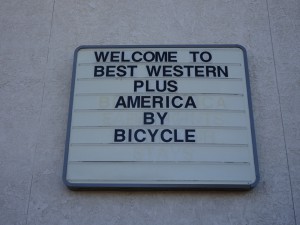 WELCOME TO
BEST WESTERN
PLUS
AMERICA
BY
BICYCLE